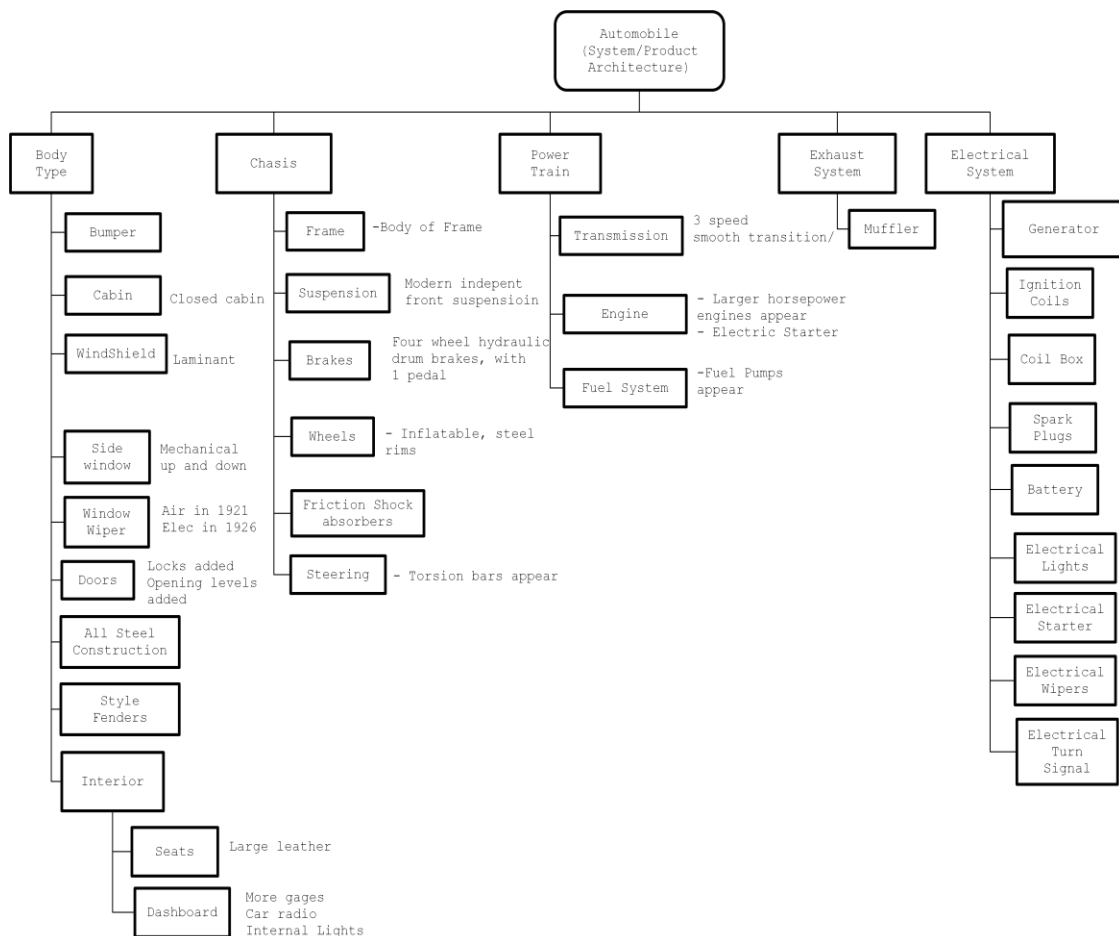 Automobile
(System/Product
Architecture)
Body
Type
Chasis
Power
Train
Exhaust
System
Electrical
System
Bumper
Cabin
Closed cabin
WindShield
Laminant
Side
window
Mechanical
up and down
Window
Wiper
Air in 1921
Elec in 1926
Doors
Locks added
Opening levels
added
All Steel
Construction
Style
Fenders
Interior
Seats
Large leather
Dashboard
More gages
Car radio
Internal Lights
Frame
-Body of Frame
Suspension
Modern indepent
front suspensioin
Brakes
Four wheel hydraulic
drum brakes, with
1 pedal
Wheels
- Inflatable, steel
rims
Friction Shock
absorbers
Steering
- Torsion bars appear
Transmission
3 speed
smooth transition/
Engine
- Larger horsepower
engines appear
- Electric Starter
Fuel System
-Fuel Pumps
appear
Muffler
Generator
Ignition
Coils
Coil Box
Spark
Plugs
Battery
Electrical
Lights
Electrical
Starter
Electrical
Wipers
Electrical
Turn
Signal